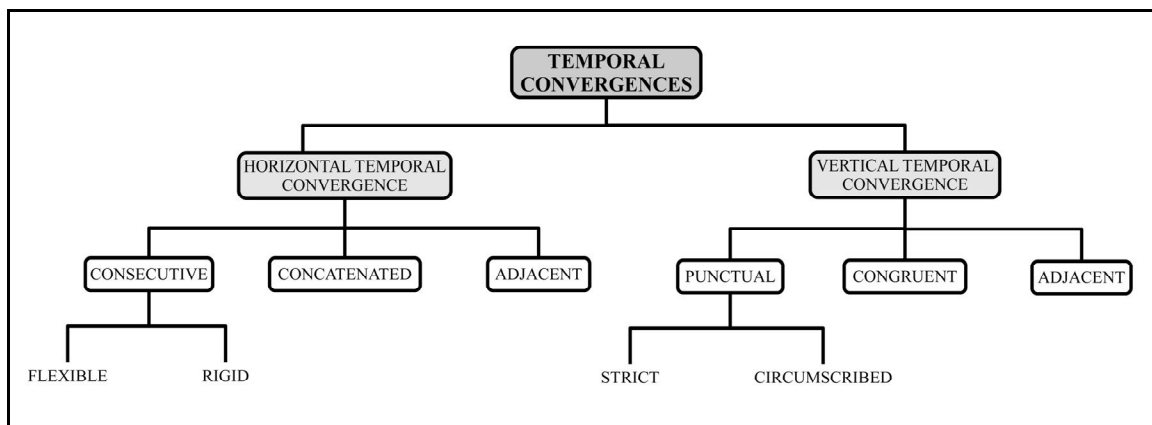 TEMPORAL
CONVERGENCES
HORIZONTAL TEMPORAL
CONVERGENCE
VERTICAL TEMPORAL
CONVERGENCE
CONSECUTIVE
CONCATENATED
ADJACENT
PUNCTUAL
CONGRUENT
ADJACENT
FLEXIBLE
RIGID
STRICT
CIRCUMSCRIBED